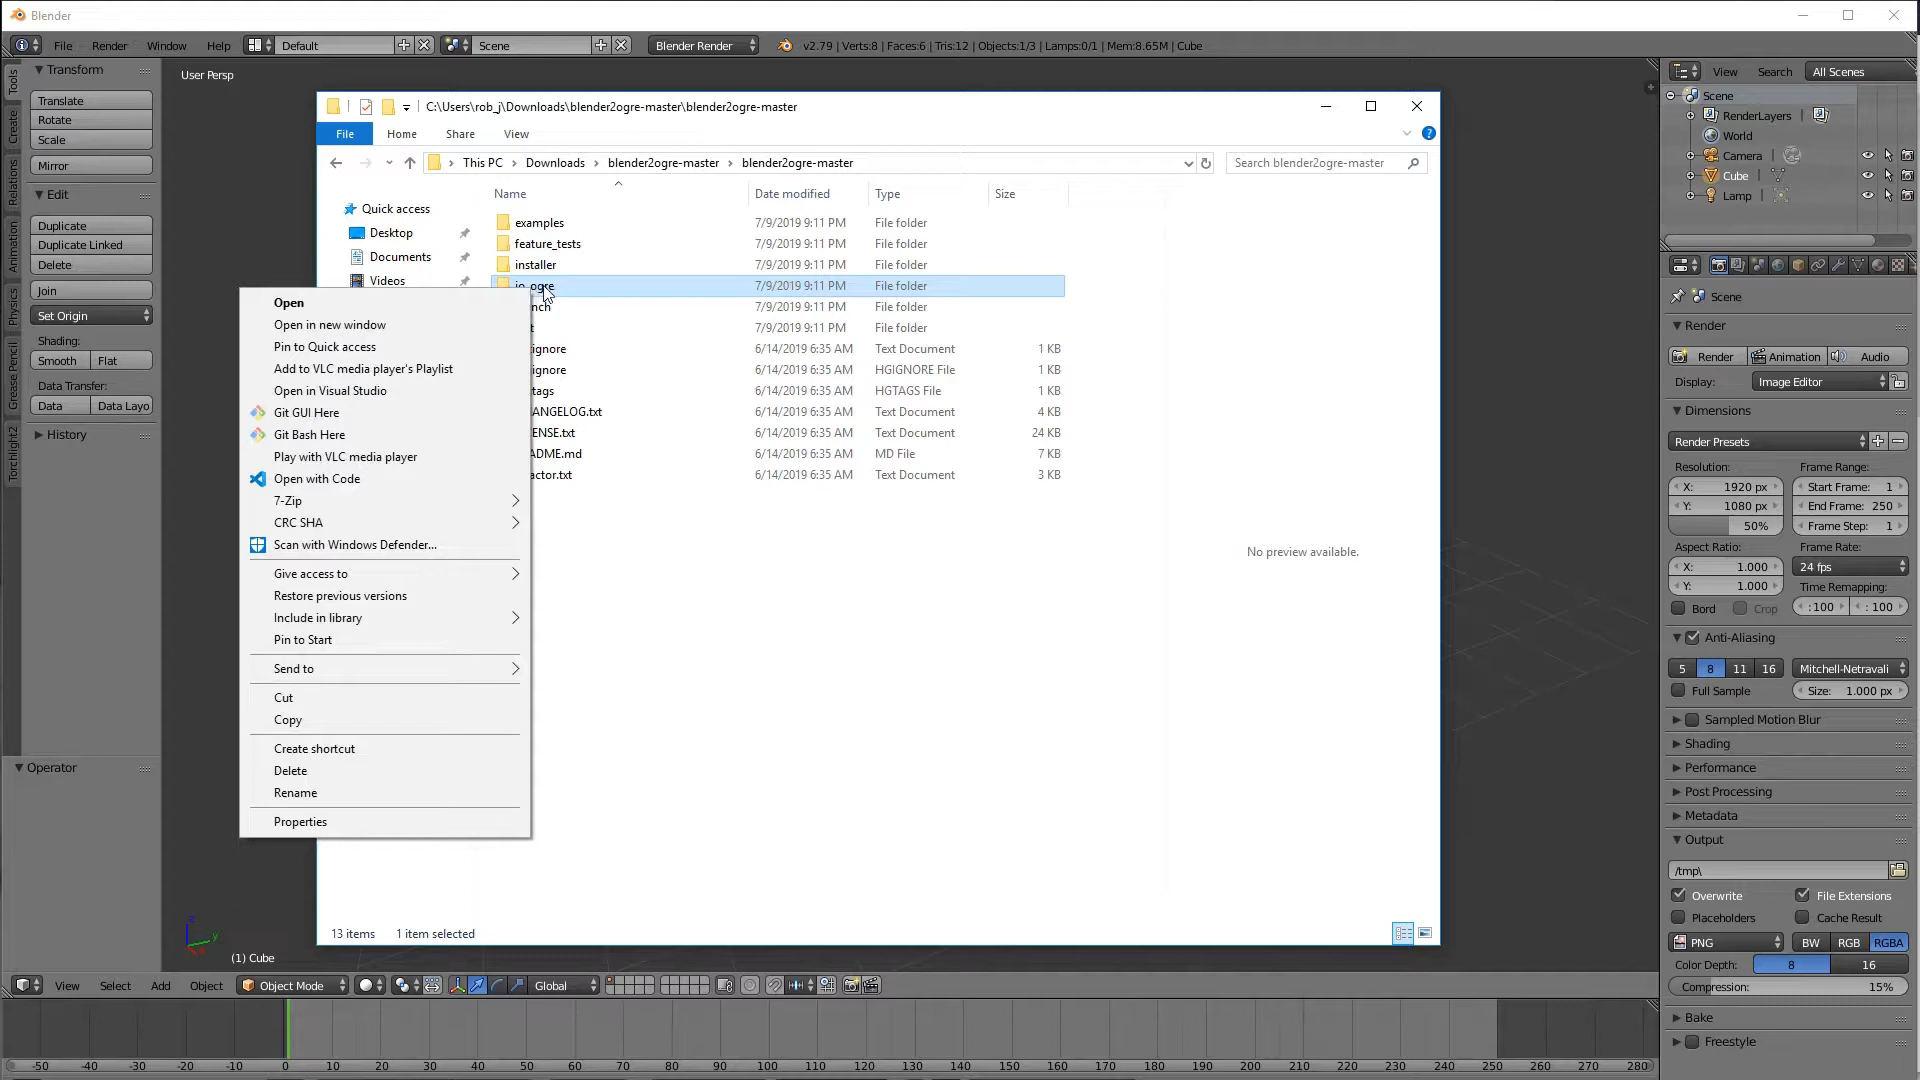 Blender
File Render Window Help Default Scene Blender Render v2.79 | Verts:8 | Faces:6 | Tris:12 | Objects:1/3 | Lamps:0/1 | Mem:8.65M | Cube
Tools
Create
Relations
Animation
Physics
Grease Pencil
Torchlight2
Transform
Translate
Rotate
Scale
Mirror
Edit
Duplicate
Duplicate Linked
Delete
Join
Set Origin
Shading:
Smooth Flat
Data Transfer:
Data Data Layo
History
Operator
User Persp
C:\Users\rob_j\Downloads\blender2ogre-master\blender2ogre-master
File Home Share View
This PC Downloads blender2ogre-master blender2ogre-master Search blender2ogre-master
Name Date modified Type Size
Quick access
Desktop
Documents
Videos
examples 7/9/2019 9:11 PM File folder
feature_tests 7/9/2019 9:11 PM File folder
installer 7/9/2019 9:11 PM File folder
io_ogre 7/9/2019 9:11 PM File folder
nch 7/9/2019 9:11 PM File folder
t 7/9/2019 9:11 PM File folder
ignore 6/14/2019 6:35 AM Text Document 1 KB
ignore 6/14/2019 6:35 AM HGIGNORE File 1 KB
tags 6/14/2019 6:35 AM HGTAGS File 1 KB
ANGELOG.txt 6/14/2019 6:35 AM Text Document 4 KB
ENSE.txt 6/14/2019 6:35 AM Text Document 24 KB
ADME.md 6/14/2019 6:35 AM MD File 7 KB
actor.txt 6/14/2019 6:35 AM Text Document 3 KB
No preview available.
13 items 1 item selected
Open
Open in new window
Pin to Quick access
Add to VLC media player's Playlist
Open in Visual Studio
Git GUI Here
Git Bash Here
Play with VLC media player
Open with Code
7-Zip
CRC SHA
Scan with Windows Defender...
Give access to
Restore previous versions
Include in library
Pin to Start
Send to
Cut
Copy
Create shortcut
Delete
Rename
Properties
z
y
(1) Cube
View Select Add Object Object Mode Global
-50 -40 -30 -20 -10 0 10 20 30 40 50 60 70 80 90 100 110 120 130 140 150 160 170 180 190 200 210 220 230 240 250 260 270 280
View Search All Scenes
Scene
RenderLayers
World
Camera
Cube
Lamp
Scene
Render
Render Animation Audio
Display: Image Editor
Dimensions
Render Presets
Resolution: Frame Range:
X: 1920 px Start Frame: 1
Y: 1080 px End Frame: 250
50% Frame Step: 1
Aspect Ratio: Frame Rate:
X: 1.000 24 fps
Y: 1.000 Time Remapping:
Bord Crop :100 : 100
Anti-Aliasing
5 8 11 16 Mitchell-Netravali
Full Sample Size: 1.000 px
Sampled Motion Blur
Shading
Performance
Post Processing
Metadata
Output
/tmp\
Overwrite File Extensions
Placeholders Cache Result
PNG BW RGB RGBA
Color Depth: 8 16
Compression: 15%
Bake
Freestyle